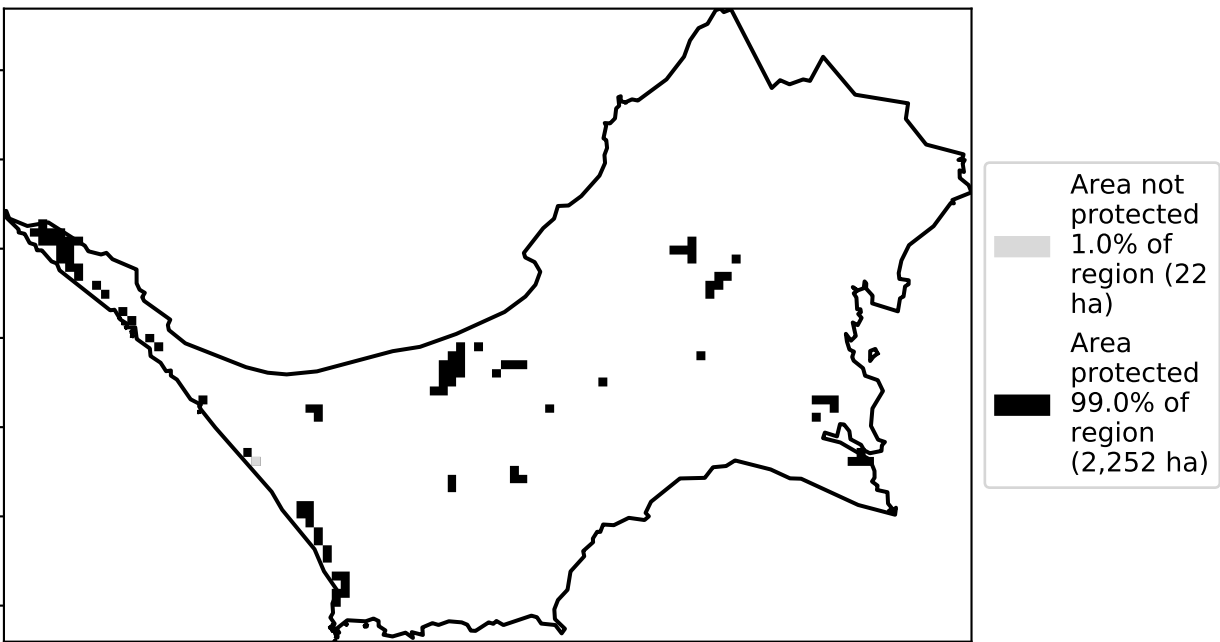 Area not
protected
1.0% of
region (22
ha)
Area
protected
99.0% of
region
(2,252 ha)